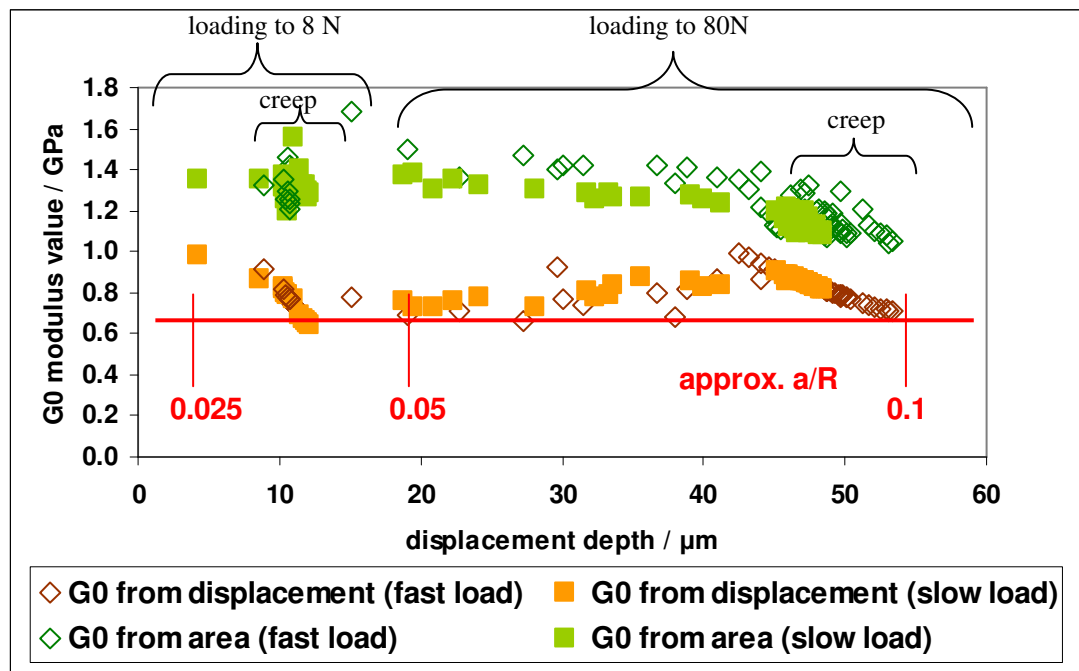 loading to 8 N
loading to 80N
creep
creep
G0 modulus value / GPa
1.8
1.6
1.4
1.2
1.0
0.8
0.6
0.4
0.2
0.0
approx. a/R
0.025
0.05
0.1
0
10
20
30
40
50
60
displacement depth / µm
G0 from displacement (fast load)
G0 from displacement (slow load)
G0 from area (fast load)
G0 from area (slow load)